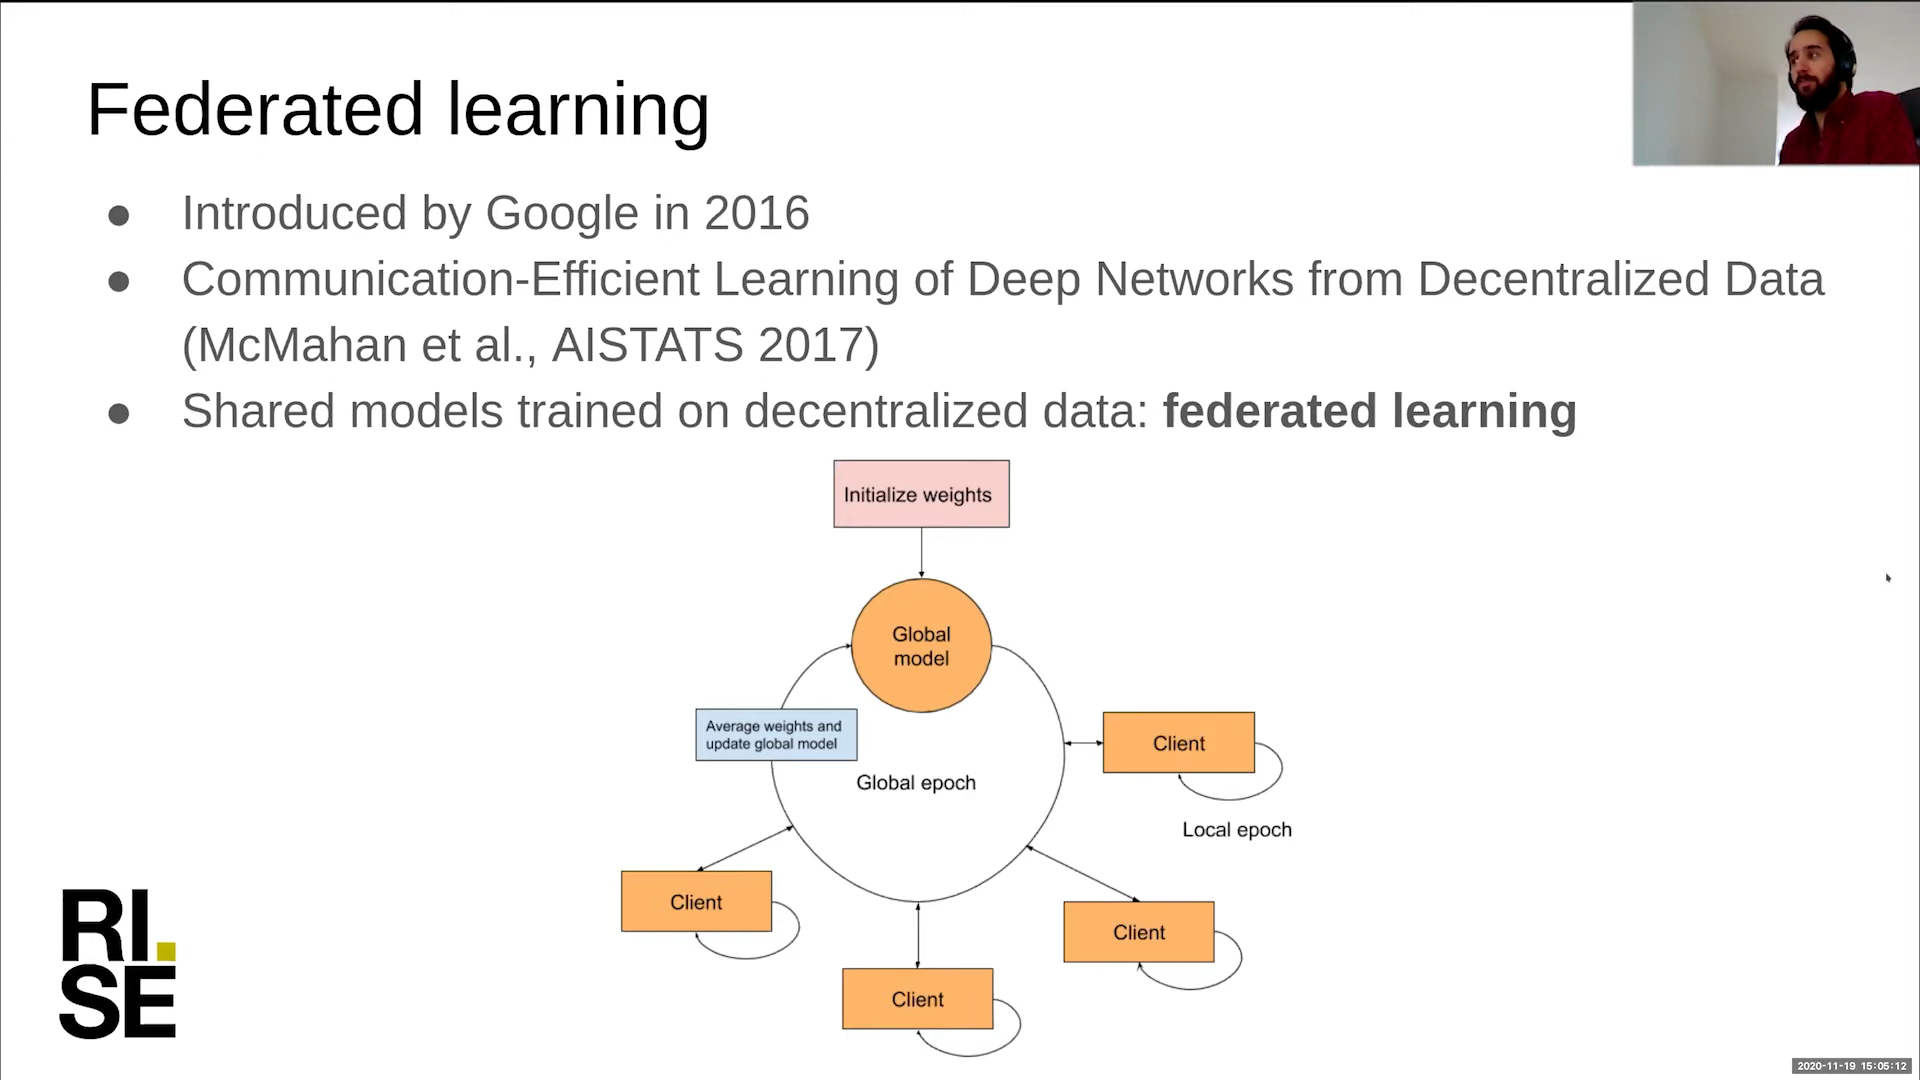 Federated learning
● Introduced by Google in 2016
● Communication-Efficient Learning of Deep Networks from Decentralized Data
(McMahan et al., AISTATS 2017)
● Shared models trained on decentralized data: federated learning
Initialize weights
Global
model
Average weights and
update global model
Global epoch
Client
Local epoch
Client
Client
Client
RI.
SE
2020-11-19 15:05:12